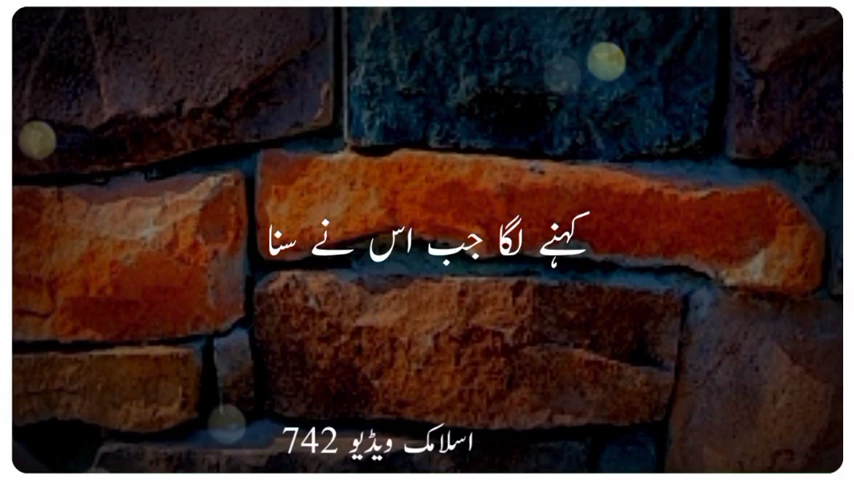 کہنے لگا جب اس نے سنا
اسلامک ویڈیو 742